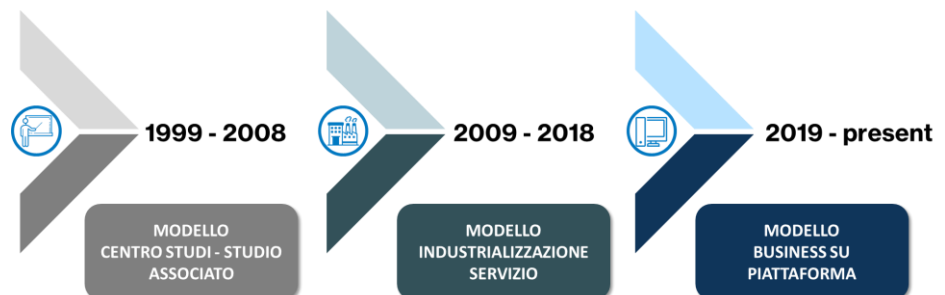 1999 - 2008
2009 - 2018
2019 - present
MODELLO
CENTRO STUDI - STUDIO
ASSOCIATO
MODELLO
INDUSTRIALIZZAZIONE
SERVIZIO
MODELLO
BUSINESS SU
PIATTAFORMA